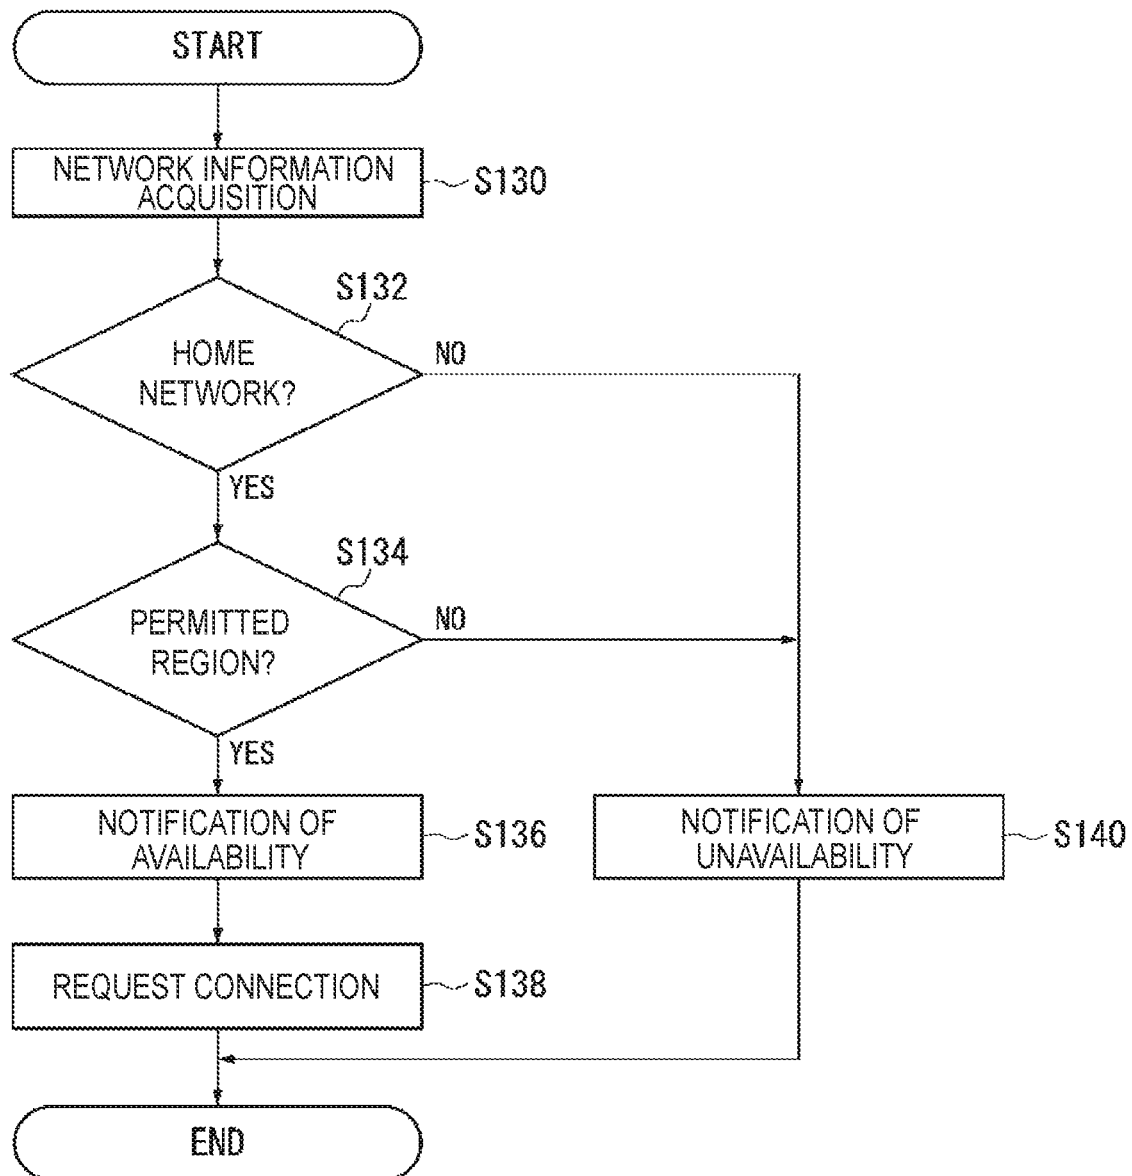 START
NETWORK INFORMATION
ACQUISITION
S130
S132
HOME
NETWORK?
NO
YES
S134
PERMITTED
REGION?
NO
YES
NOTIFICATION OF
AVAILABILITY
S136
NOTIFICATION OF
UNAVAILABILITY
S140
REQUEST CONNECTION
S138
END